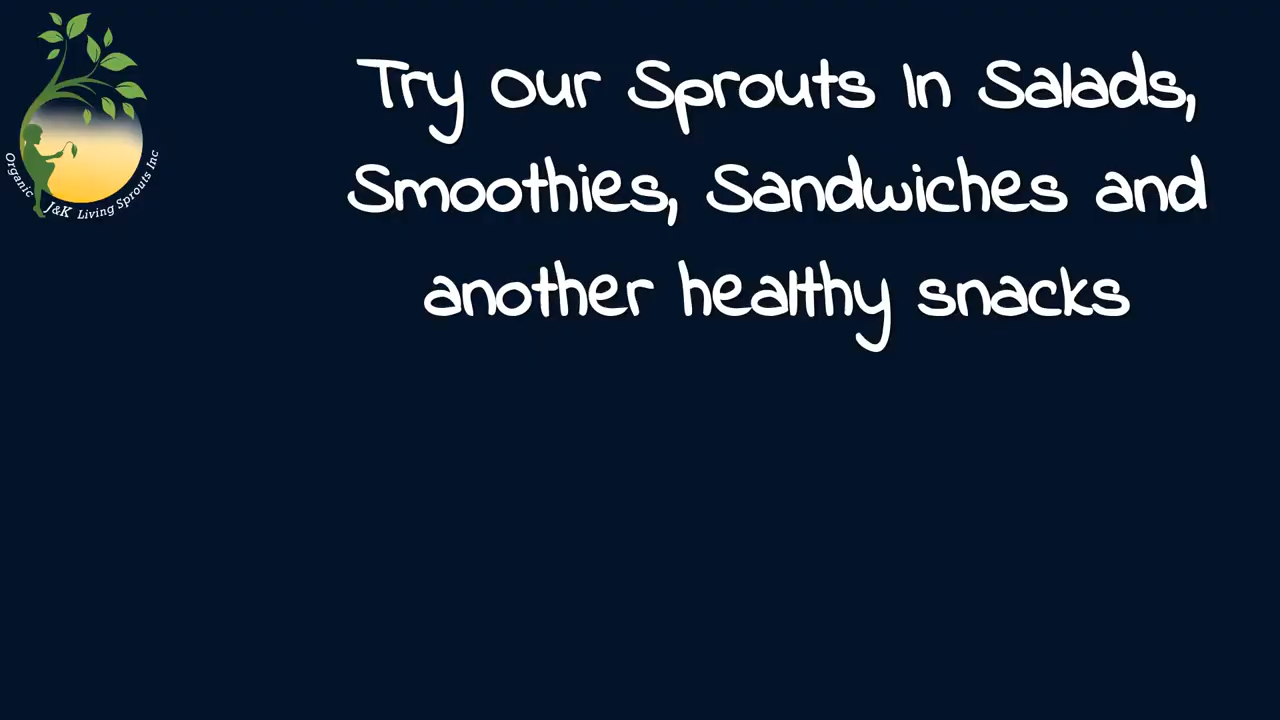 Try Our Sprouts In Salads,
Smoothies, Sandwiches and
another healthy snacks
Organic J&K Living Sprouts Inc